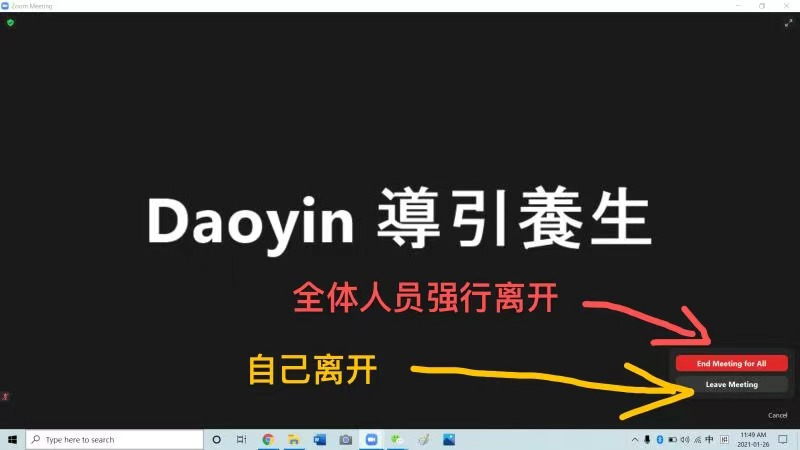 Zoom Meeting
Daoyin 導引養生
全体人员强行离开
End Meeting for All
自己离开
Leave Meeting
Cancel
Type here to search
中
拼
11:49 AM
2021-01-26